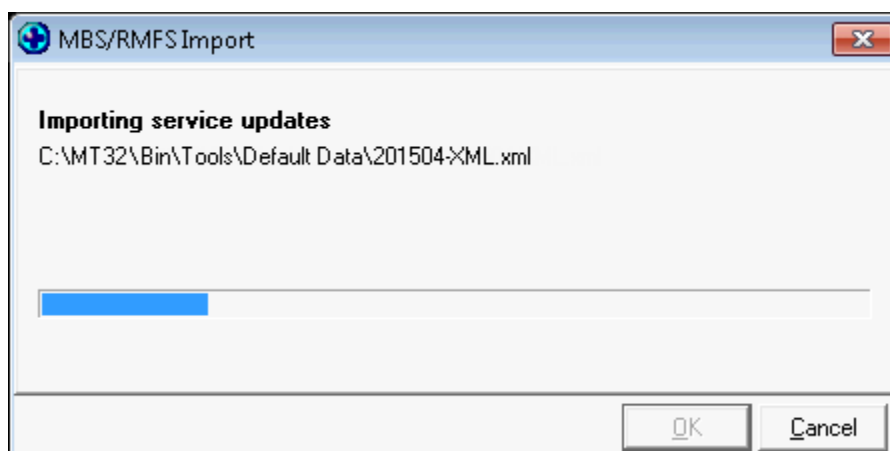 MBS/RMFS Import
Importing service updates
C:\MT32\Bin\Tools\Default Data\201504-XML.xml
OK
Cancel